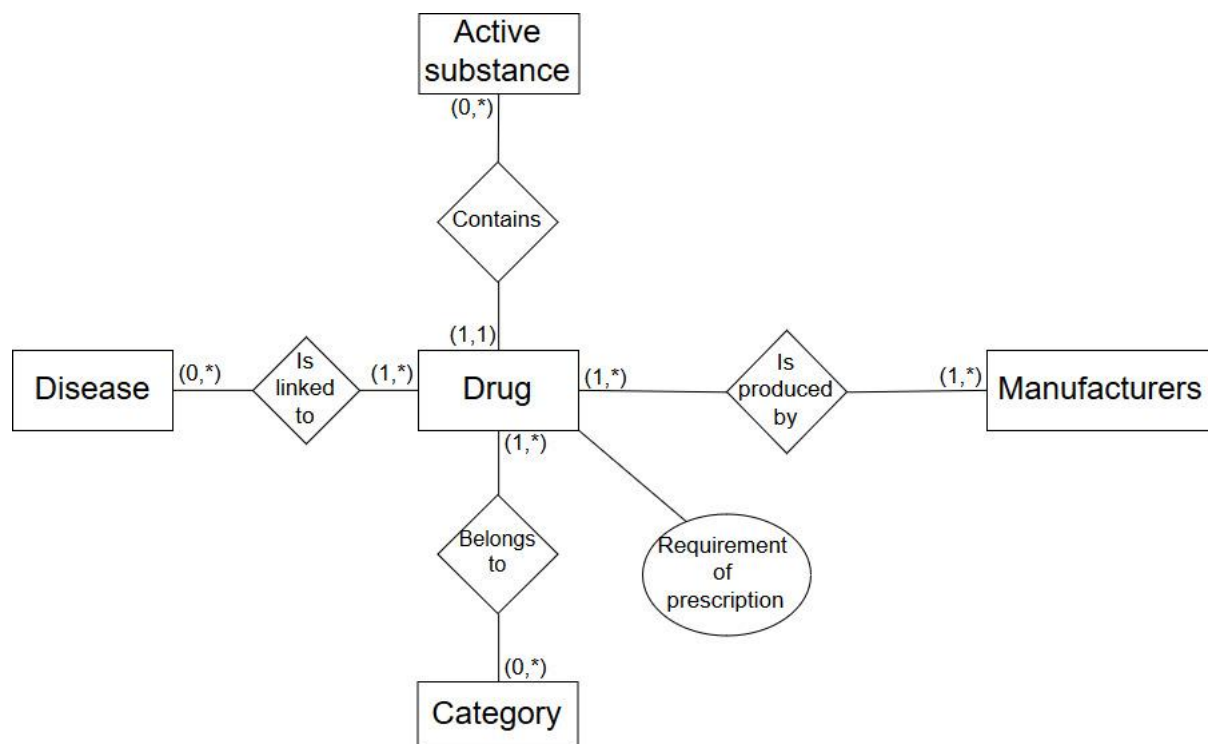 Active
substance
(0,*)
Contains
(1,1)
Disease
(0,*)
Is
linked
to
(1,*)
Drug
(1,*)
Is
produced
by
(1,*)
Manufacturers
(1,*)
Belongs
to
Requirement
of
prescription
(0,*)
Category